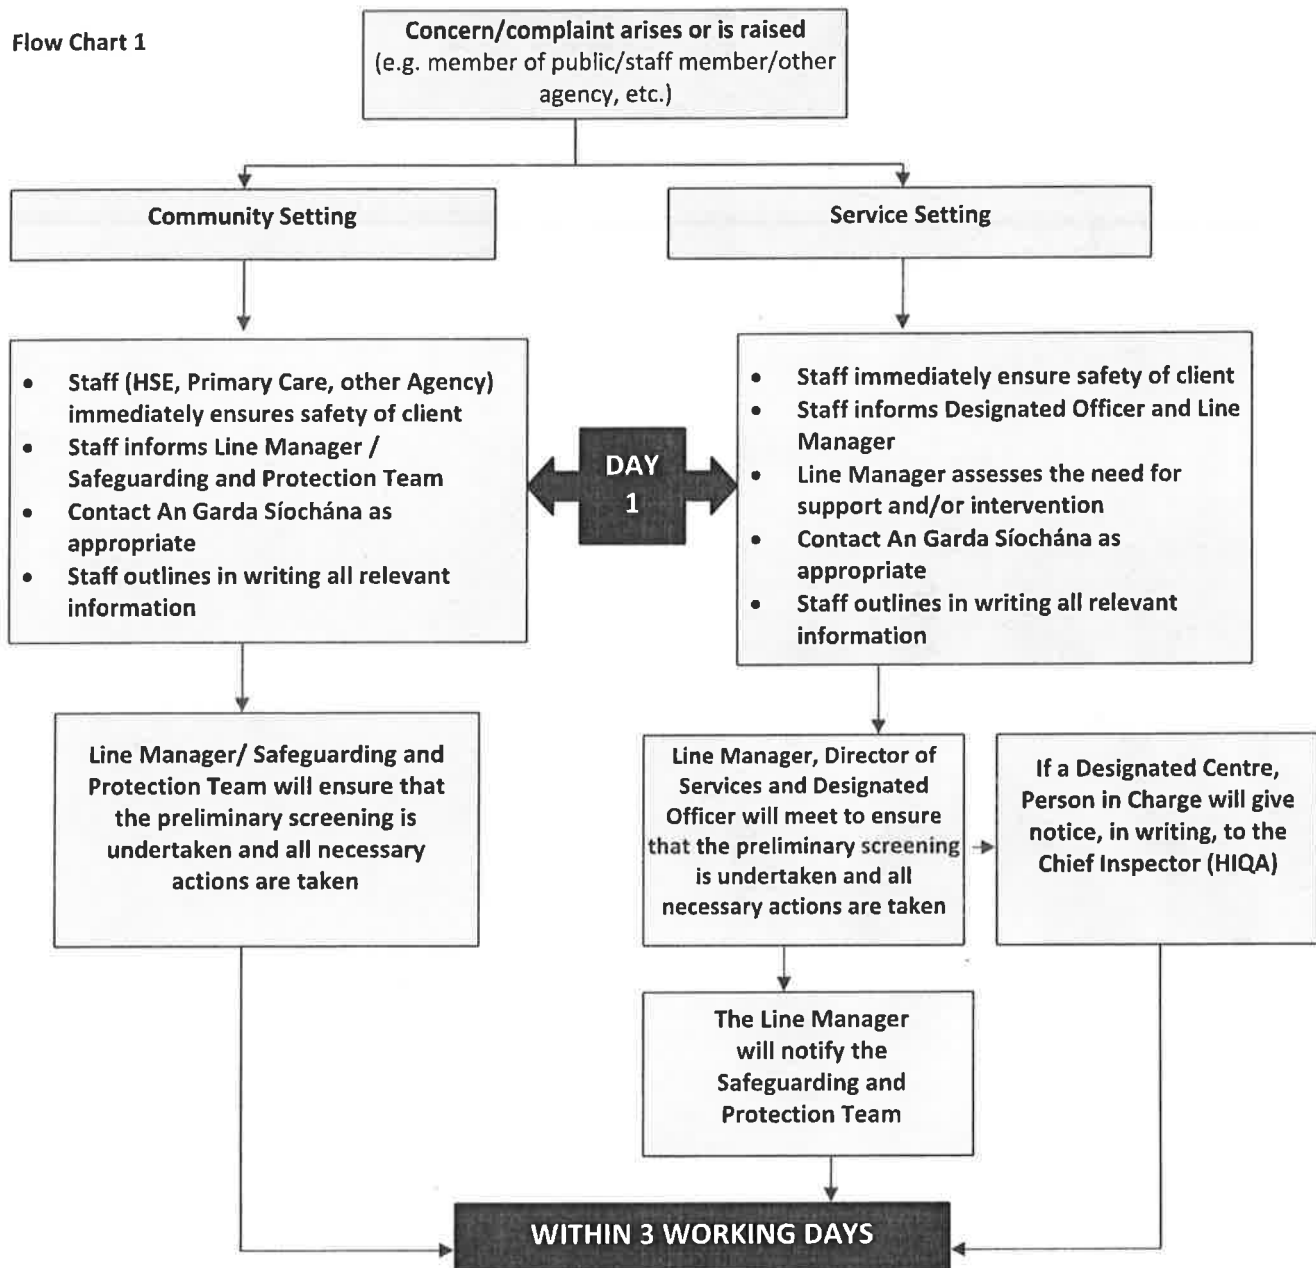 Flow Chart 1
Concern/complaint arises or is raised
(e.g. member of public/staff member/other
agency, etc.)
Community Setting
Service Setting
• Staff (HSE, Primary Care, other Agency)
immediately ensures safety of client
• Staff informs Line Manager /
Safeguarding and Protection Team
• Contact An Garda Síochána as
appropriate
• Staff outlines in writing all relevant
information
DAY
1
• Staff immediately ensure safety of client
• Staff informs Designated Officer and Line
Manager
• Line Manager assesses the need for
support and/or intervention
• Contact An Garda Síochána as
appropriate
• Staff outlines in writing all relevant
information
Line Manager/ Safeguarding and
Protection Team will ensure that
the preliminary screening is
undertaken and all necessary
actions are taken
Line Manager, Director of
Services and Designated
Officer will meet to ensure
that the preliminary screening
is undertaken and all
necessary actions are taken
If a Designated Centre,
Person in Charge will give
notice, in writing, to the
Chief Inspector (HIQA)
The Line Manager
will notify the
Safeguarding and
Protection Team
WITHIN 3 WORKING DAYS